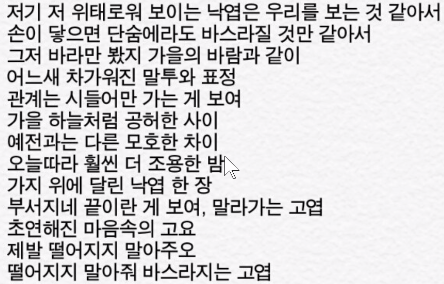 저기 저 위태로워 보이는 낙엽은 우리를 보는 것 같아서
손이 닿으면 단숨에라도 바스라질 것만 같아서
그저 바라만 봤지 가을의 바람과 같이
어느새 차가워진 말투와 표정
관계는 시들어만 가는 게 보여
가을 하늘처럼 공허한 사이
예전과는 다른 모호한 차이
오늘따라 훨씬 더 조용한 밤
가지 위에 달린 낙엽 한 장
부서지네 끝이란 게 보여, 말라가는 고엽
초연해진 마음속의 고요
제발 떨어지지 말아주오
떨어지지 말아줘 바스라지는 고엽